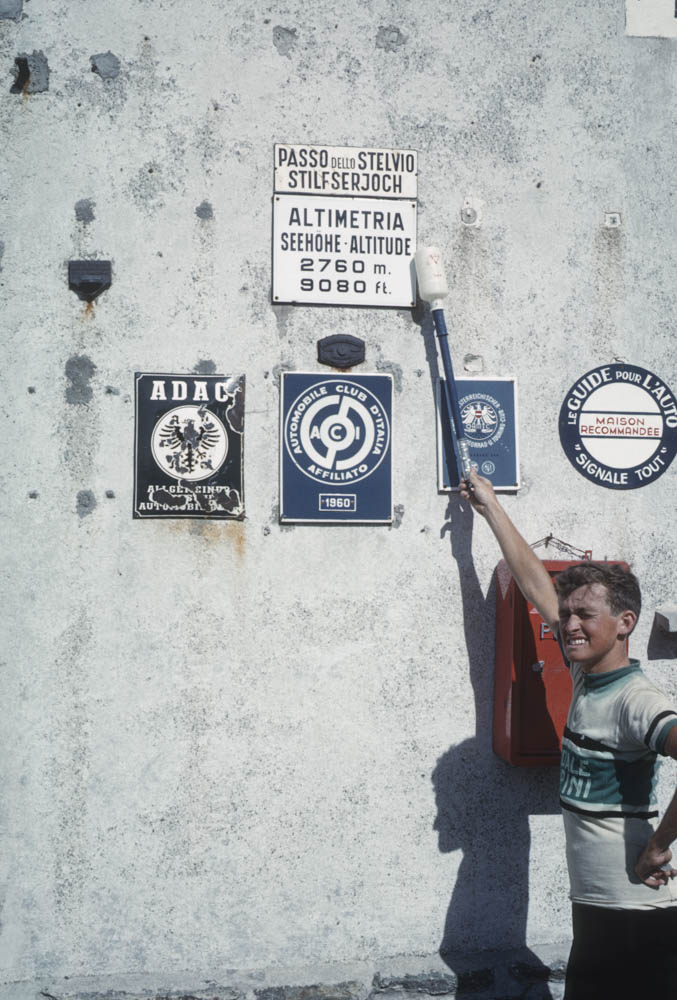 PASSO DELLO STELVIO
STILFSERJOCH
ALTIMETRIA
SEEHÖHE - ALTITUDE
2760 m.
9080 ft.
ADAC
AUTOMOBILE CLUB D'ITALIA
ACI
AFFILIATO
1960
LE GUIDE POUR L'AUTO
MAISON
RECOMMANDÉE
"SIGNALE TOUT"